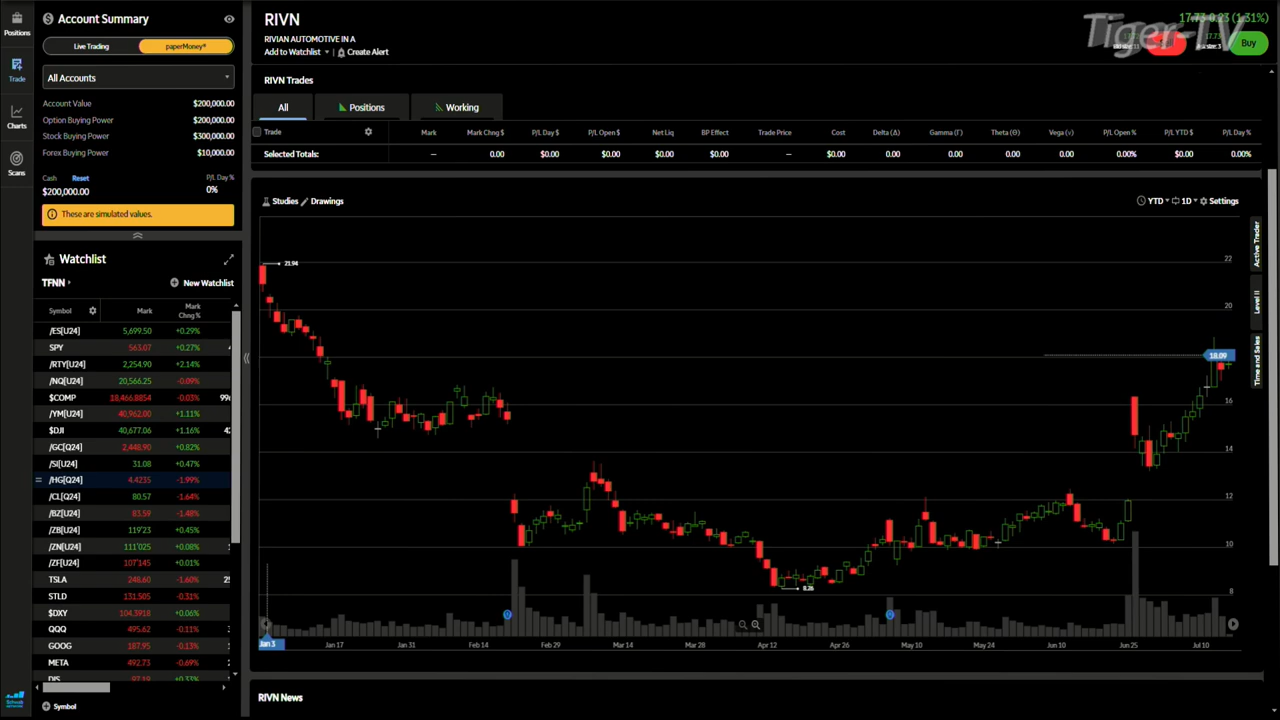 Positions
Trade
Charts
Scans
Account Summary
Live Trading
paperMoney®
All Accounts
Account Value $200,000.00
Option Buying Power $200,000.00
Stock Buying Power $300,000.00
Forex Buying Power $10,000.00
Cash Reset P/L Day %
$200,000.00 0%
These are simulated values.
Watchlist
TFNN
New Watchlist
Symbol Mark Mark Chng %
/ES[U24] 5,699.50 +0.29%
SPY 563.07 +0.27%
/RTY[U24] 2,254.90 +2.14%
/NQ[U24] 20,566.25 -0.09%
$COMP 18,466.8854 -0.03%
/YM[U24] 40,962.00 +1.11%
$DJI 40,677.06 +1.16%
/GC[Q24] 2,448.90 +0.82%
/SI[U24] 31.08 +0.47%
/HG[Q24] 4.4235 -1.99%
/CL[Q24] 80.57 -1.64%
/BZ[U24] 83.59 -1.48%
/ZB[U24] 119'23 +0.45%
/ZN[U24] 111'025 +0.08%
/ZF[U24] 107'145 +0.01%
TSLA 248.60 -1.60%
STLD 131.505 -0.31%
$DXY 104.3918 +0.06%
QQQ 495.62 -0.11%
GOOG 187.95 -0.13%
META 492.73 -0.69%
Symbol
RIVN
RIVIAN AUTOMOTIVE IN A
Add to Watchlist
Create Alert
17.73 0.23 (1.31%)
Tiger-TV
Buy
RIVN Trades
All
Positions
Working
Trade Mark Mark Chng $ P/L Day $ P/L Open $ Net Liq BP Effect Trade Price Cost Delta (Δ) Gamma (Γ) Theta (Θ) Vega (ν) P/L Open % P/L YTD $ P/L Day %
Selected Totals: — 0.00 $0.00 $0.00 $0.00 $0.00 — $0.00 0.00 0.00 0.00 0.00 0.00% $0.00 0.00%
Studies
Drawings
YTD
1D
Settings
Active Trader
Level II
Time and Sales
21.94
22
20
18.09
16
14
12
10
8.26
8
Jan 3 Jan 17 Jan 31 Feb 14 Feb 29 Mar 14 Mar 28 Apr 12 Apr 26 May 10 May 24 Jun 10 Jun 25 Jul 10
RIVN News